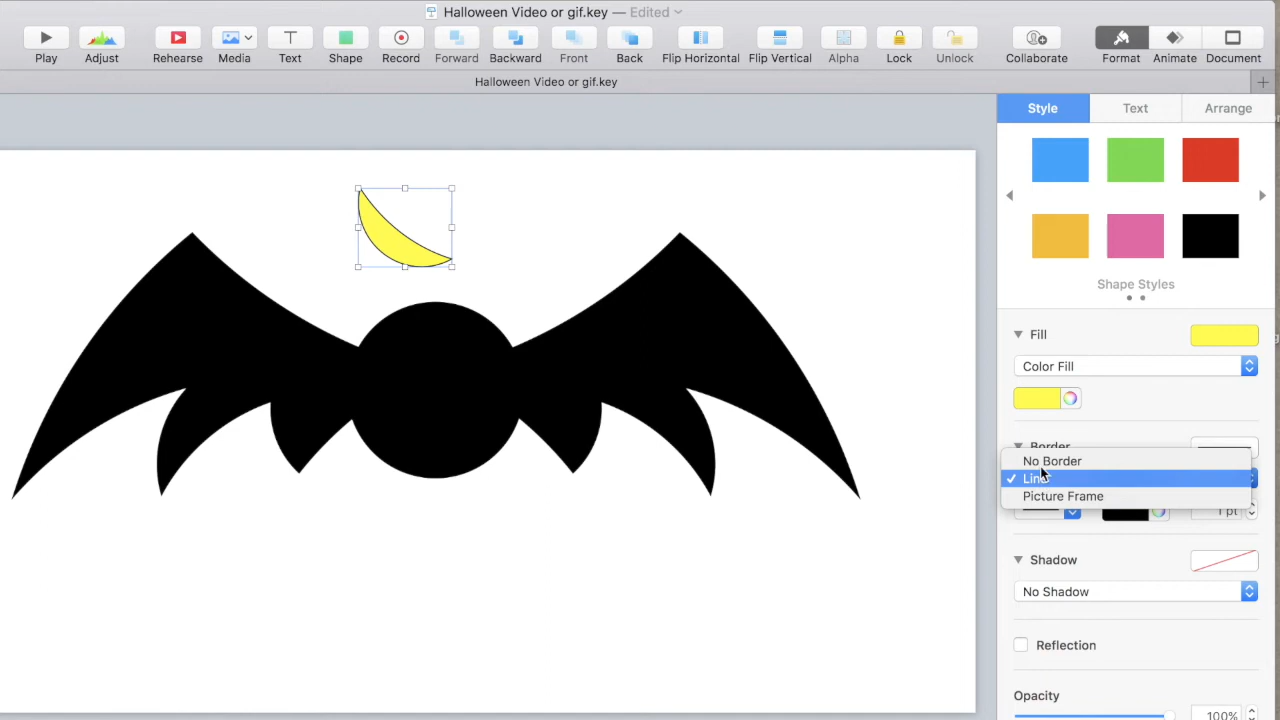 Halloween Video or gif.key — Edited
Play Adjust Rehearse Media Text Shape Record Forward Backward Front Back Flip Horizontal Flip Vertical Alpha Lock Unlock Collaborate Format Animate Document
Halloween Video or gif.key
Style Text Arrange
Shape Styles
Fill
Color Fill
Border
No Border
✓ Line
Picture Frame
1 pt
Shadow
No Shadow
Reflection
Opacity
100%